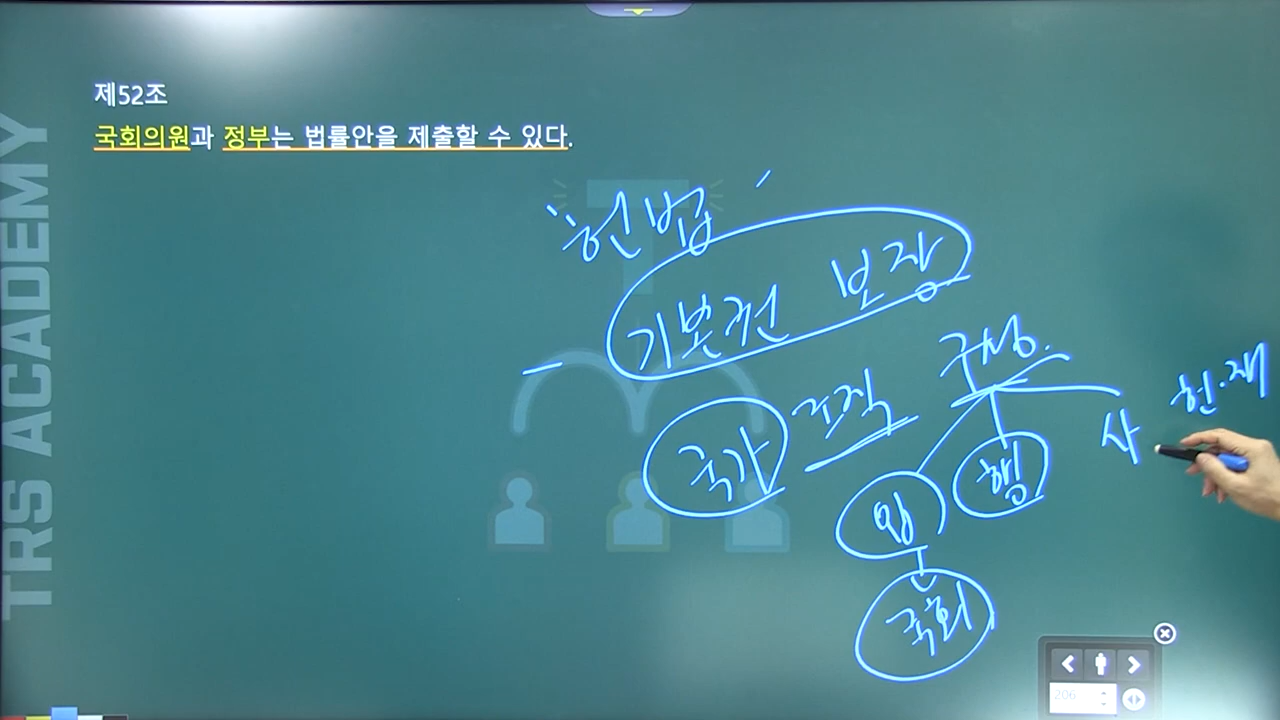 제52조
국회의원과 정부는 법률안을 제출할 수 있다.
"헌법"
기본권 보장
국가 조직 구성.
입 행 사 헌·재
국회
TRS ACADEMY
206